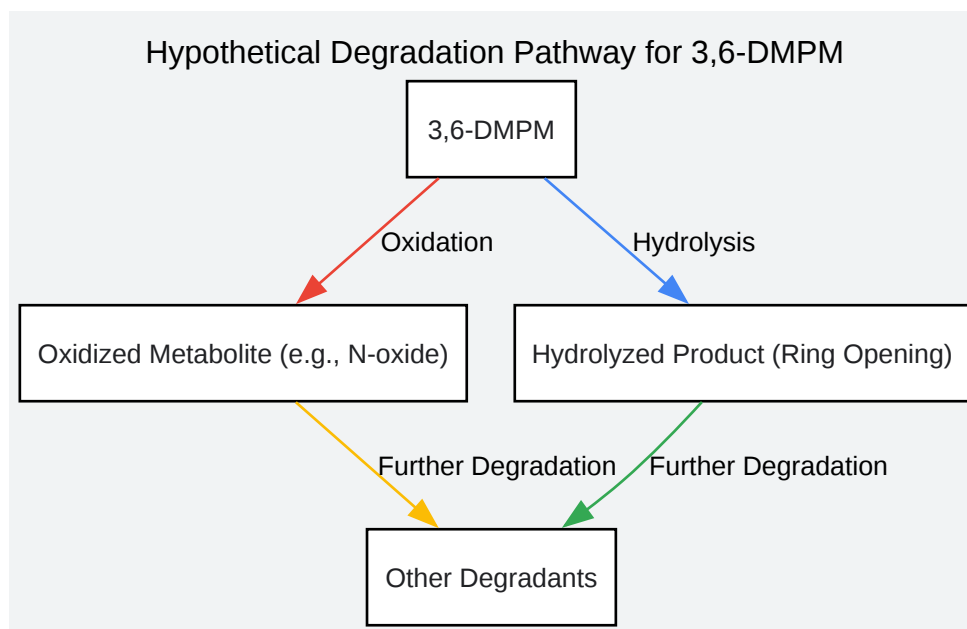 Hypothetical Degradation Pathway for 3,6-DMPM
3,6-DMPM
Oxidation
Hydrolysis
Oxidized Metabolite (e.g., N-oxide)
Hydrolyzed Product (Ring Opening)
Further Degradation
Further Degradation
Other Degradants